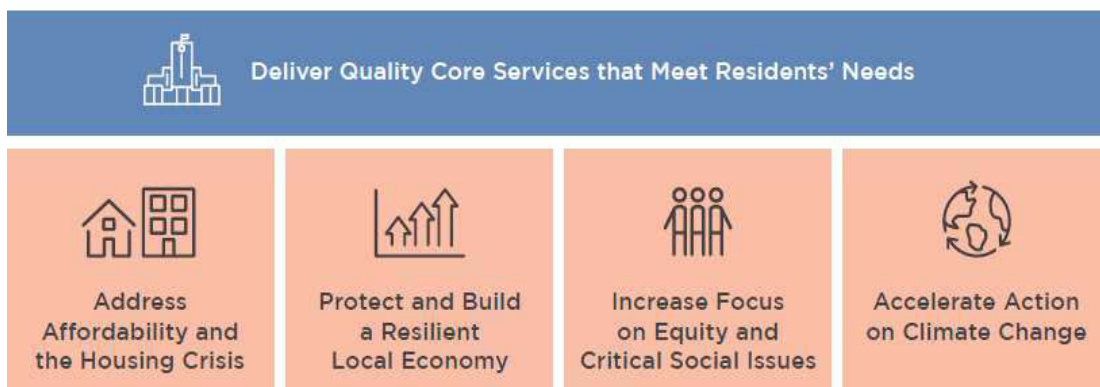 Deliver Quality Core Services that Meet Residents’ Needs
Address
Affordability and
the Housing Crisis
Protect and Build
a Resilient
Local Economy
Increase Focus
on Equity and
Critical Social Issues
Accelerate Action
on Climate Change